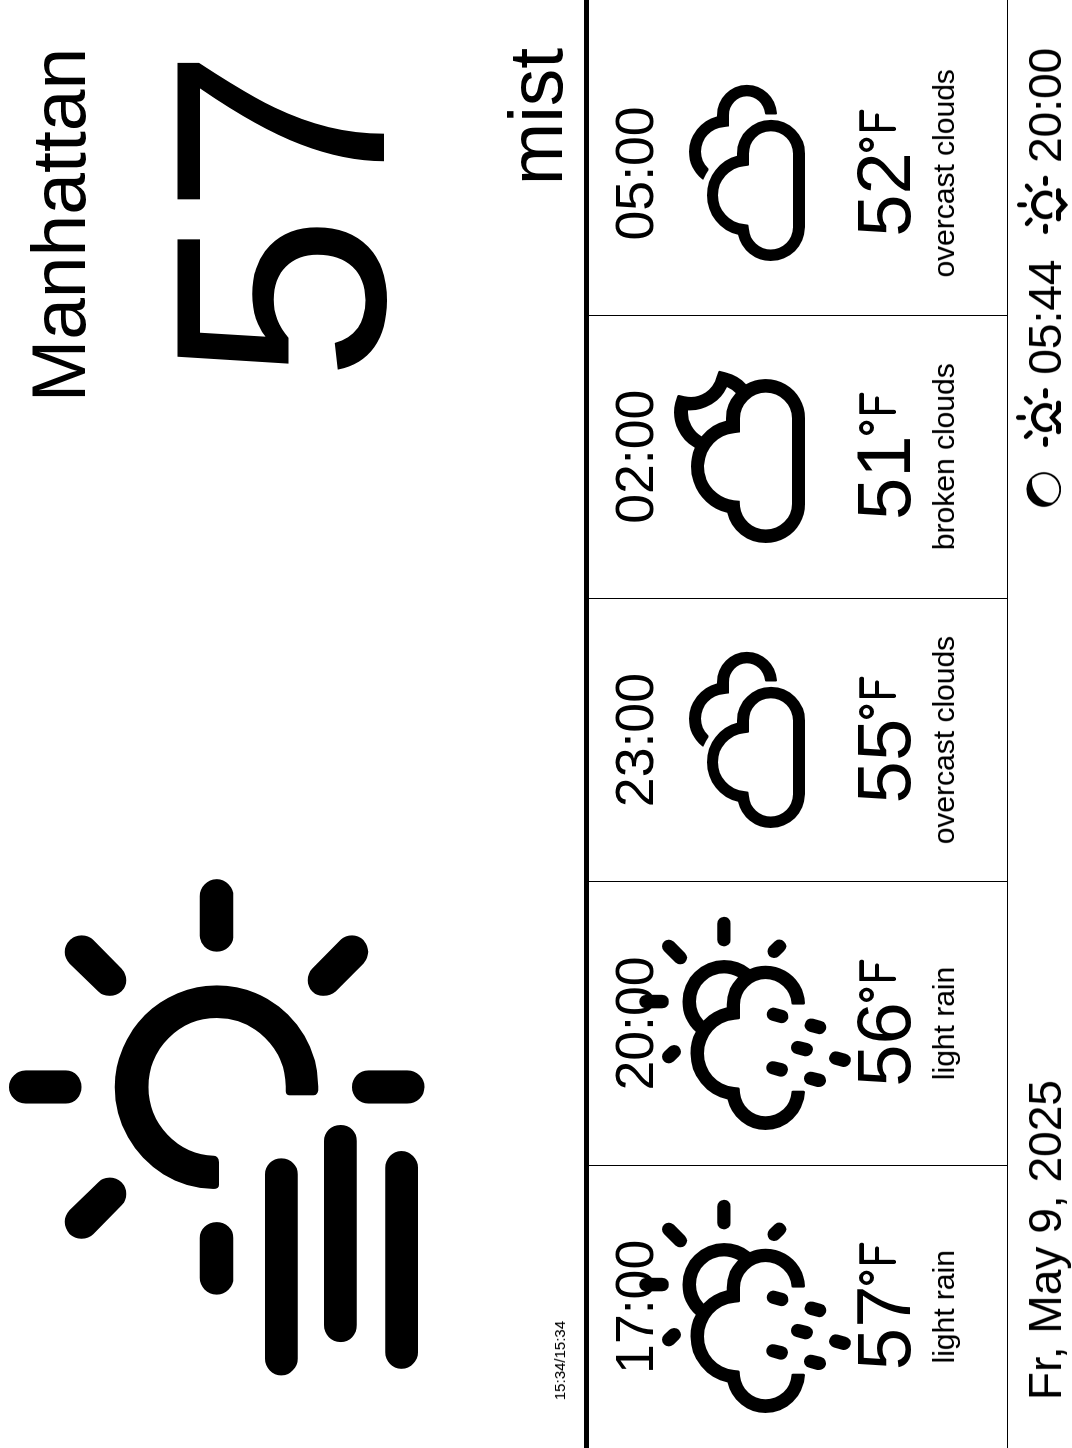 Manhattan
57
mist
15:34/15:34
17:00
20:00
23:00
02:00
05:00
57°F
56°F
55°F
51°F
52°F
light rain
light rain
overcast clouds
broken clouds
overcast clouds
Fr, May 9, 2025
05:44
20:00